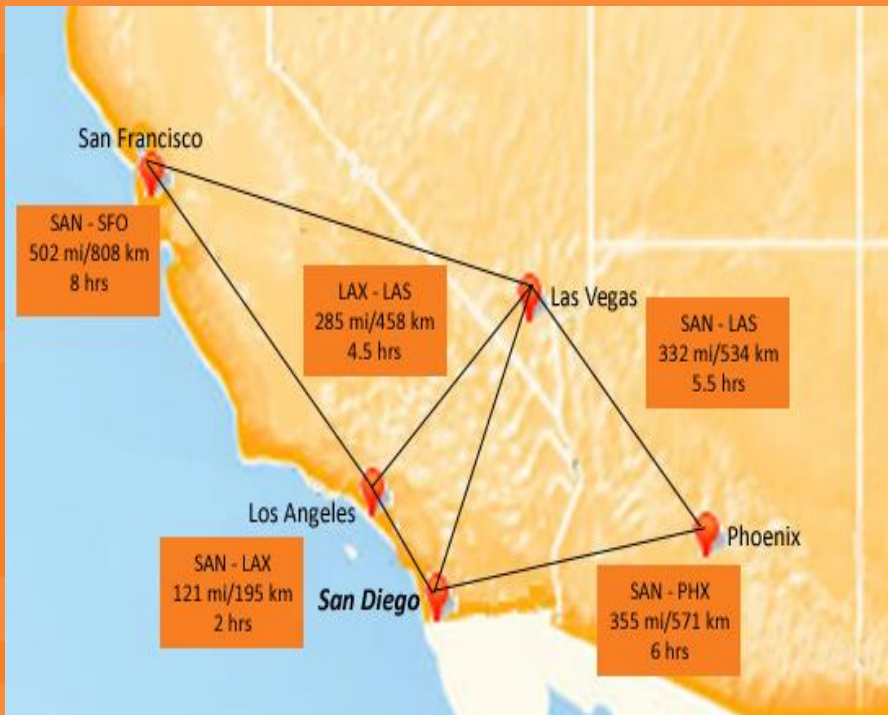 San Francisco
SAN - SFO
502 mi/808 km
8 hrs
LAX - LAS
285 mi/458 km
4.5 hrs
Las Vegas
SAN - LAS
332 mi/534 km
5.5 hrs
Los Angeles
Phoenix
SAN - LAX
121 mi/195 km
2 hrs
San Diego
SAN - PHX
355 mi/571 km
6 hrs